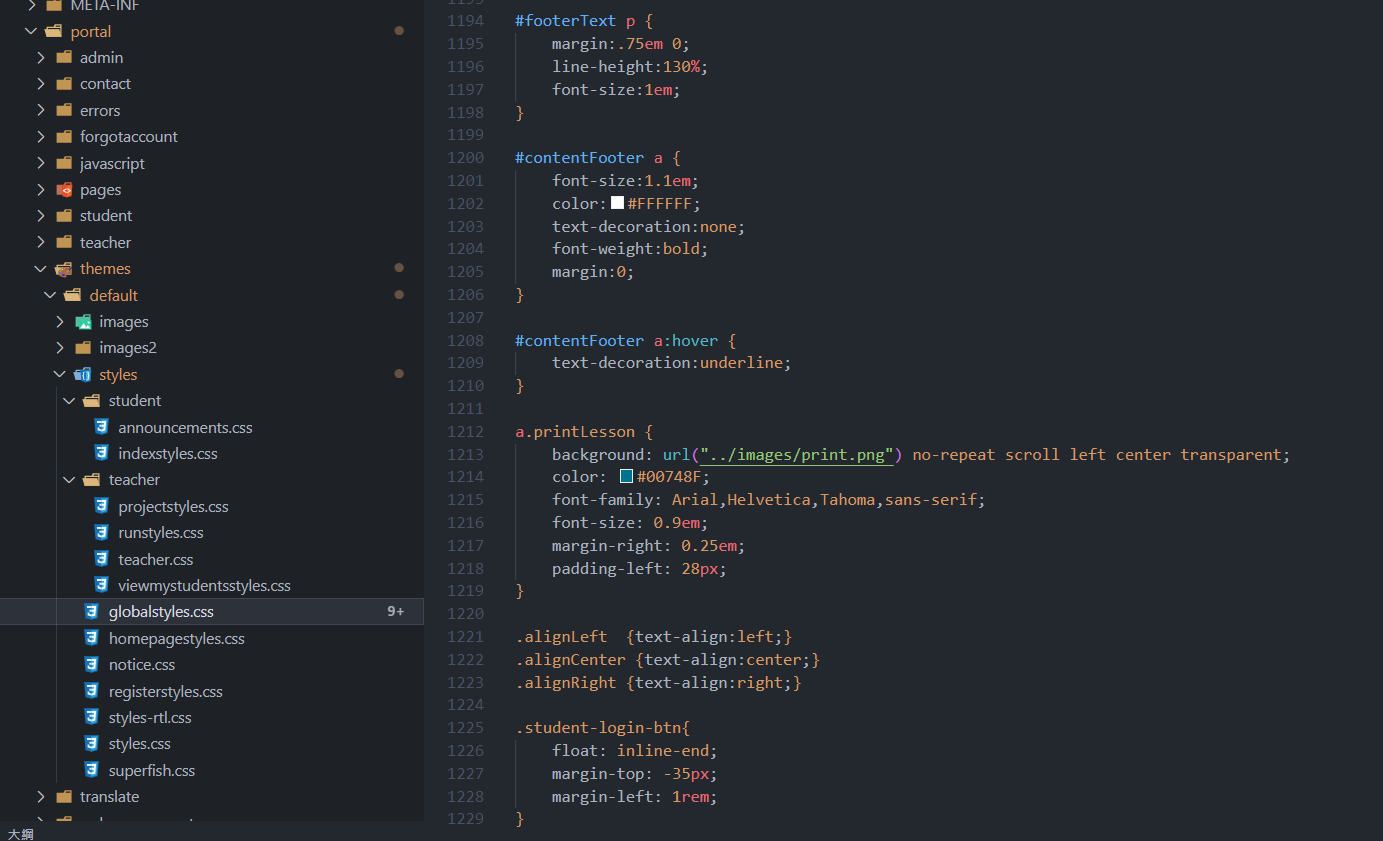 META-INF
portal
admin
contact
errors
forgotaccount
javascript
pages
student
teacher
themes
default
images
images2
styles
student
announcements.css
indexstyles.css
teacher
projectstyles.css
runstyles.css
teacher.css
viewmystudentsstyles.css
globalstyles.css 9+
homepagestyles.css
notice.css
registerstyles.css
styles-rtl.css
styles.css
superfish.css
translate
大綱
1194 #footerText p {
1195 margin:.75em 0;
1196 line-height:130%;
1197 font-size:1em;
1198 }
1199
1200 #contentFooter a {
1201 font-size:1.1em;
1202 color:#FFFFFF;
1203 text-decoration:none;
1204 font-weight:bold;
1205 margin:0;
1206 }
1207
1208 #contentFooter a:hover {
1209 text-decoration:underline;
1210 }
1211
1212 a.printLesson {
1213 background: url("../images/print.png") no-repeat scroll left center transparent;
1214 color: #00748F;
1215 font-family: Arial,Helvetica,Tahoma,sans-serif;
1216 font-size: 0.9em;
1217 margin-right: 0.25em;
1218 padding-left: 28px;
1219 }
1220
1221 .alignLeft {text-align:left;}
1222 .alignCenter {text-align:center;}
1223 .alignRight {text-align:right;}
1224
1225 .student-login-btn{
1226 float: inline-end;
1227 margin-top: -35px;
1228 margin-left: 1rem;
1229 }